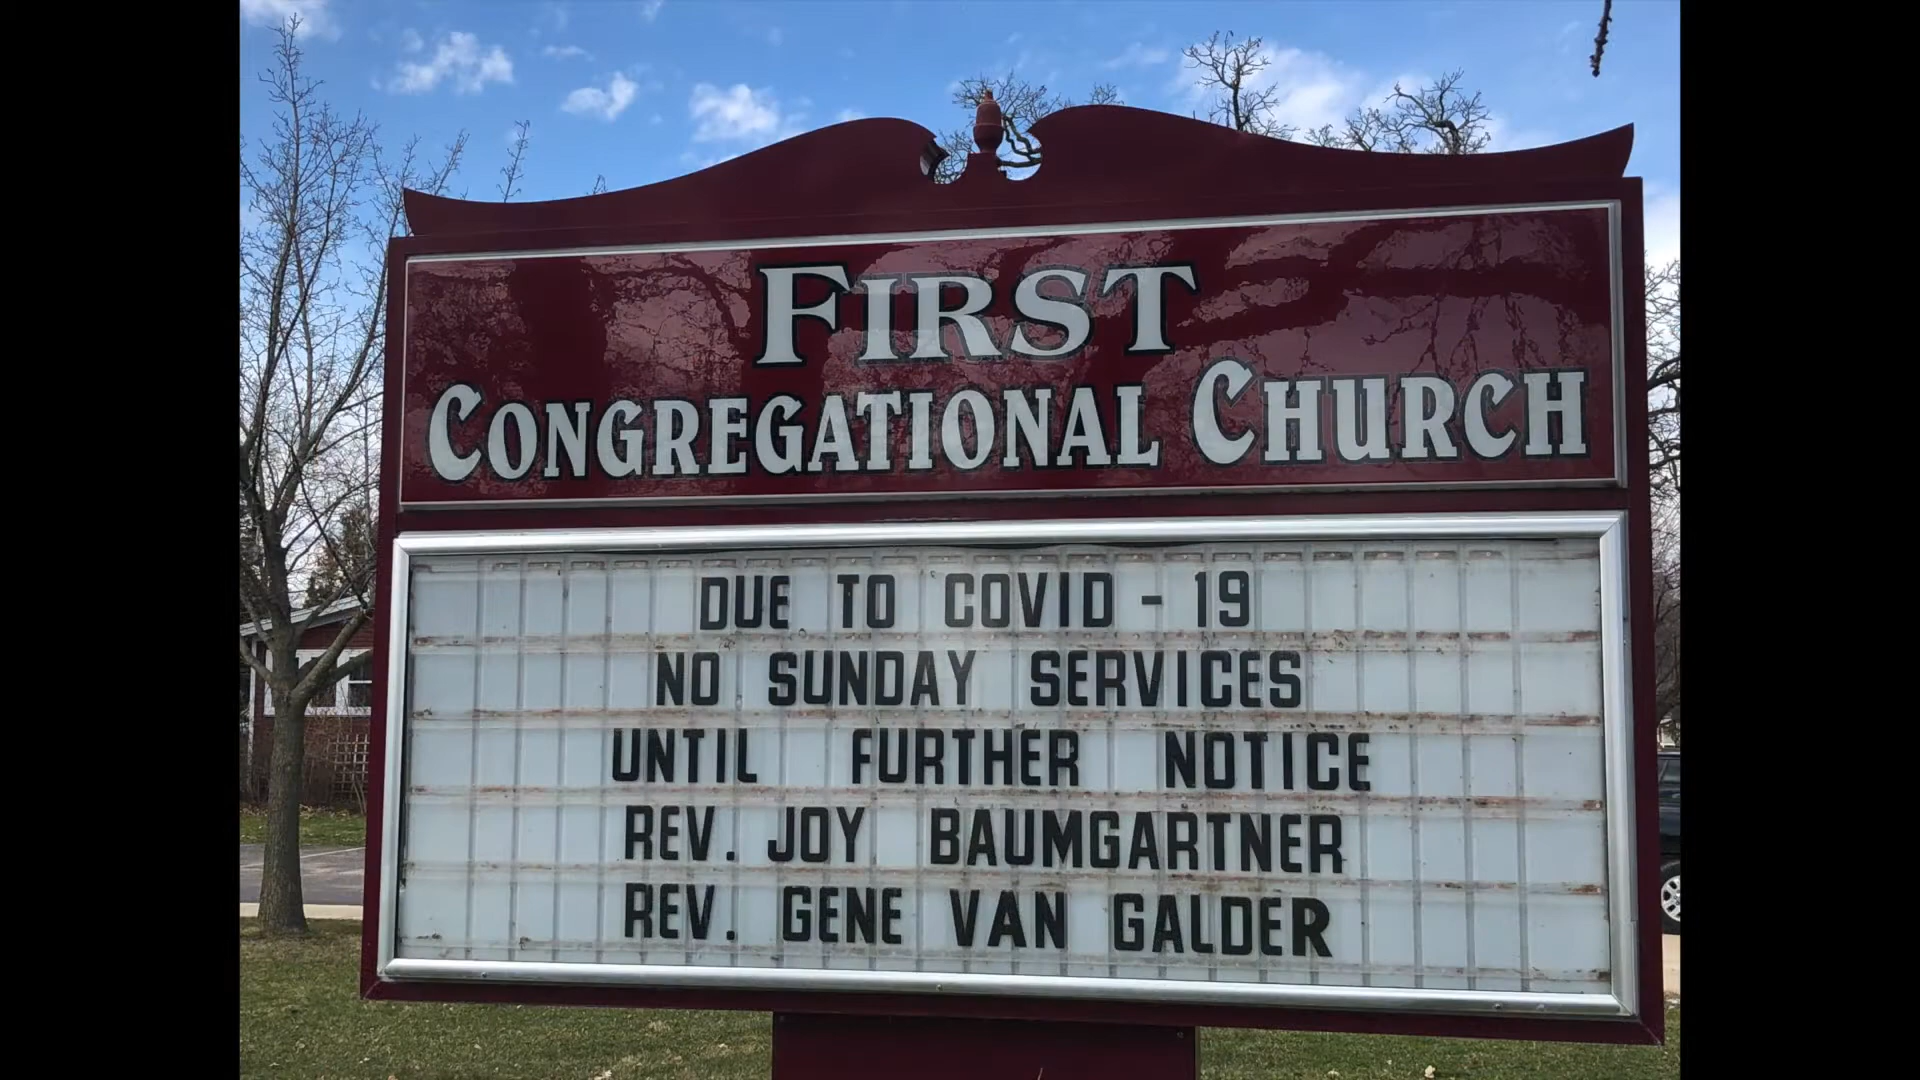 FIRST
CONGREGATIONAL CHURCH
DUE TO COVID - 19
NO SUNDAY SERVICES
UNTIL FURTHER NOTICE
REV. JOY BAUMGARTNER
REV. GENE VAN GALDER